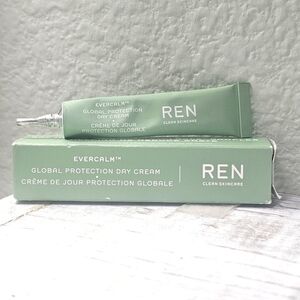 EVERCALM™
GLOBAL PROTECTION
DAY CREAM
CRÈME DE JOUR
PROTECTION GLOBALE
REN
CLEAN SKINCARE
EVERCALM™
GLOBAL PROTECTION DAY CREAM
CRÈME DE JOUR PROTECTION GLOBALE
REN
CLEAN SKINCARE